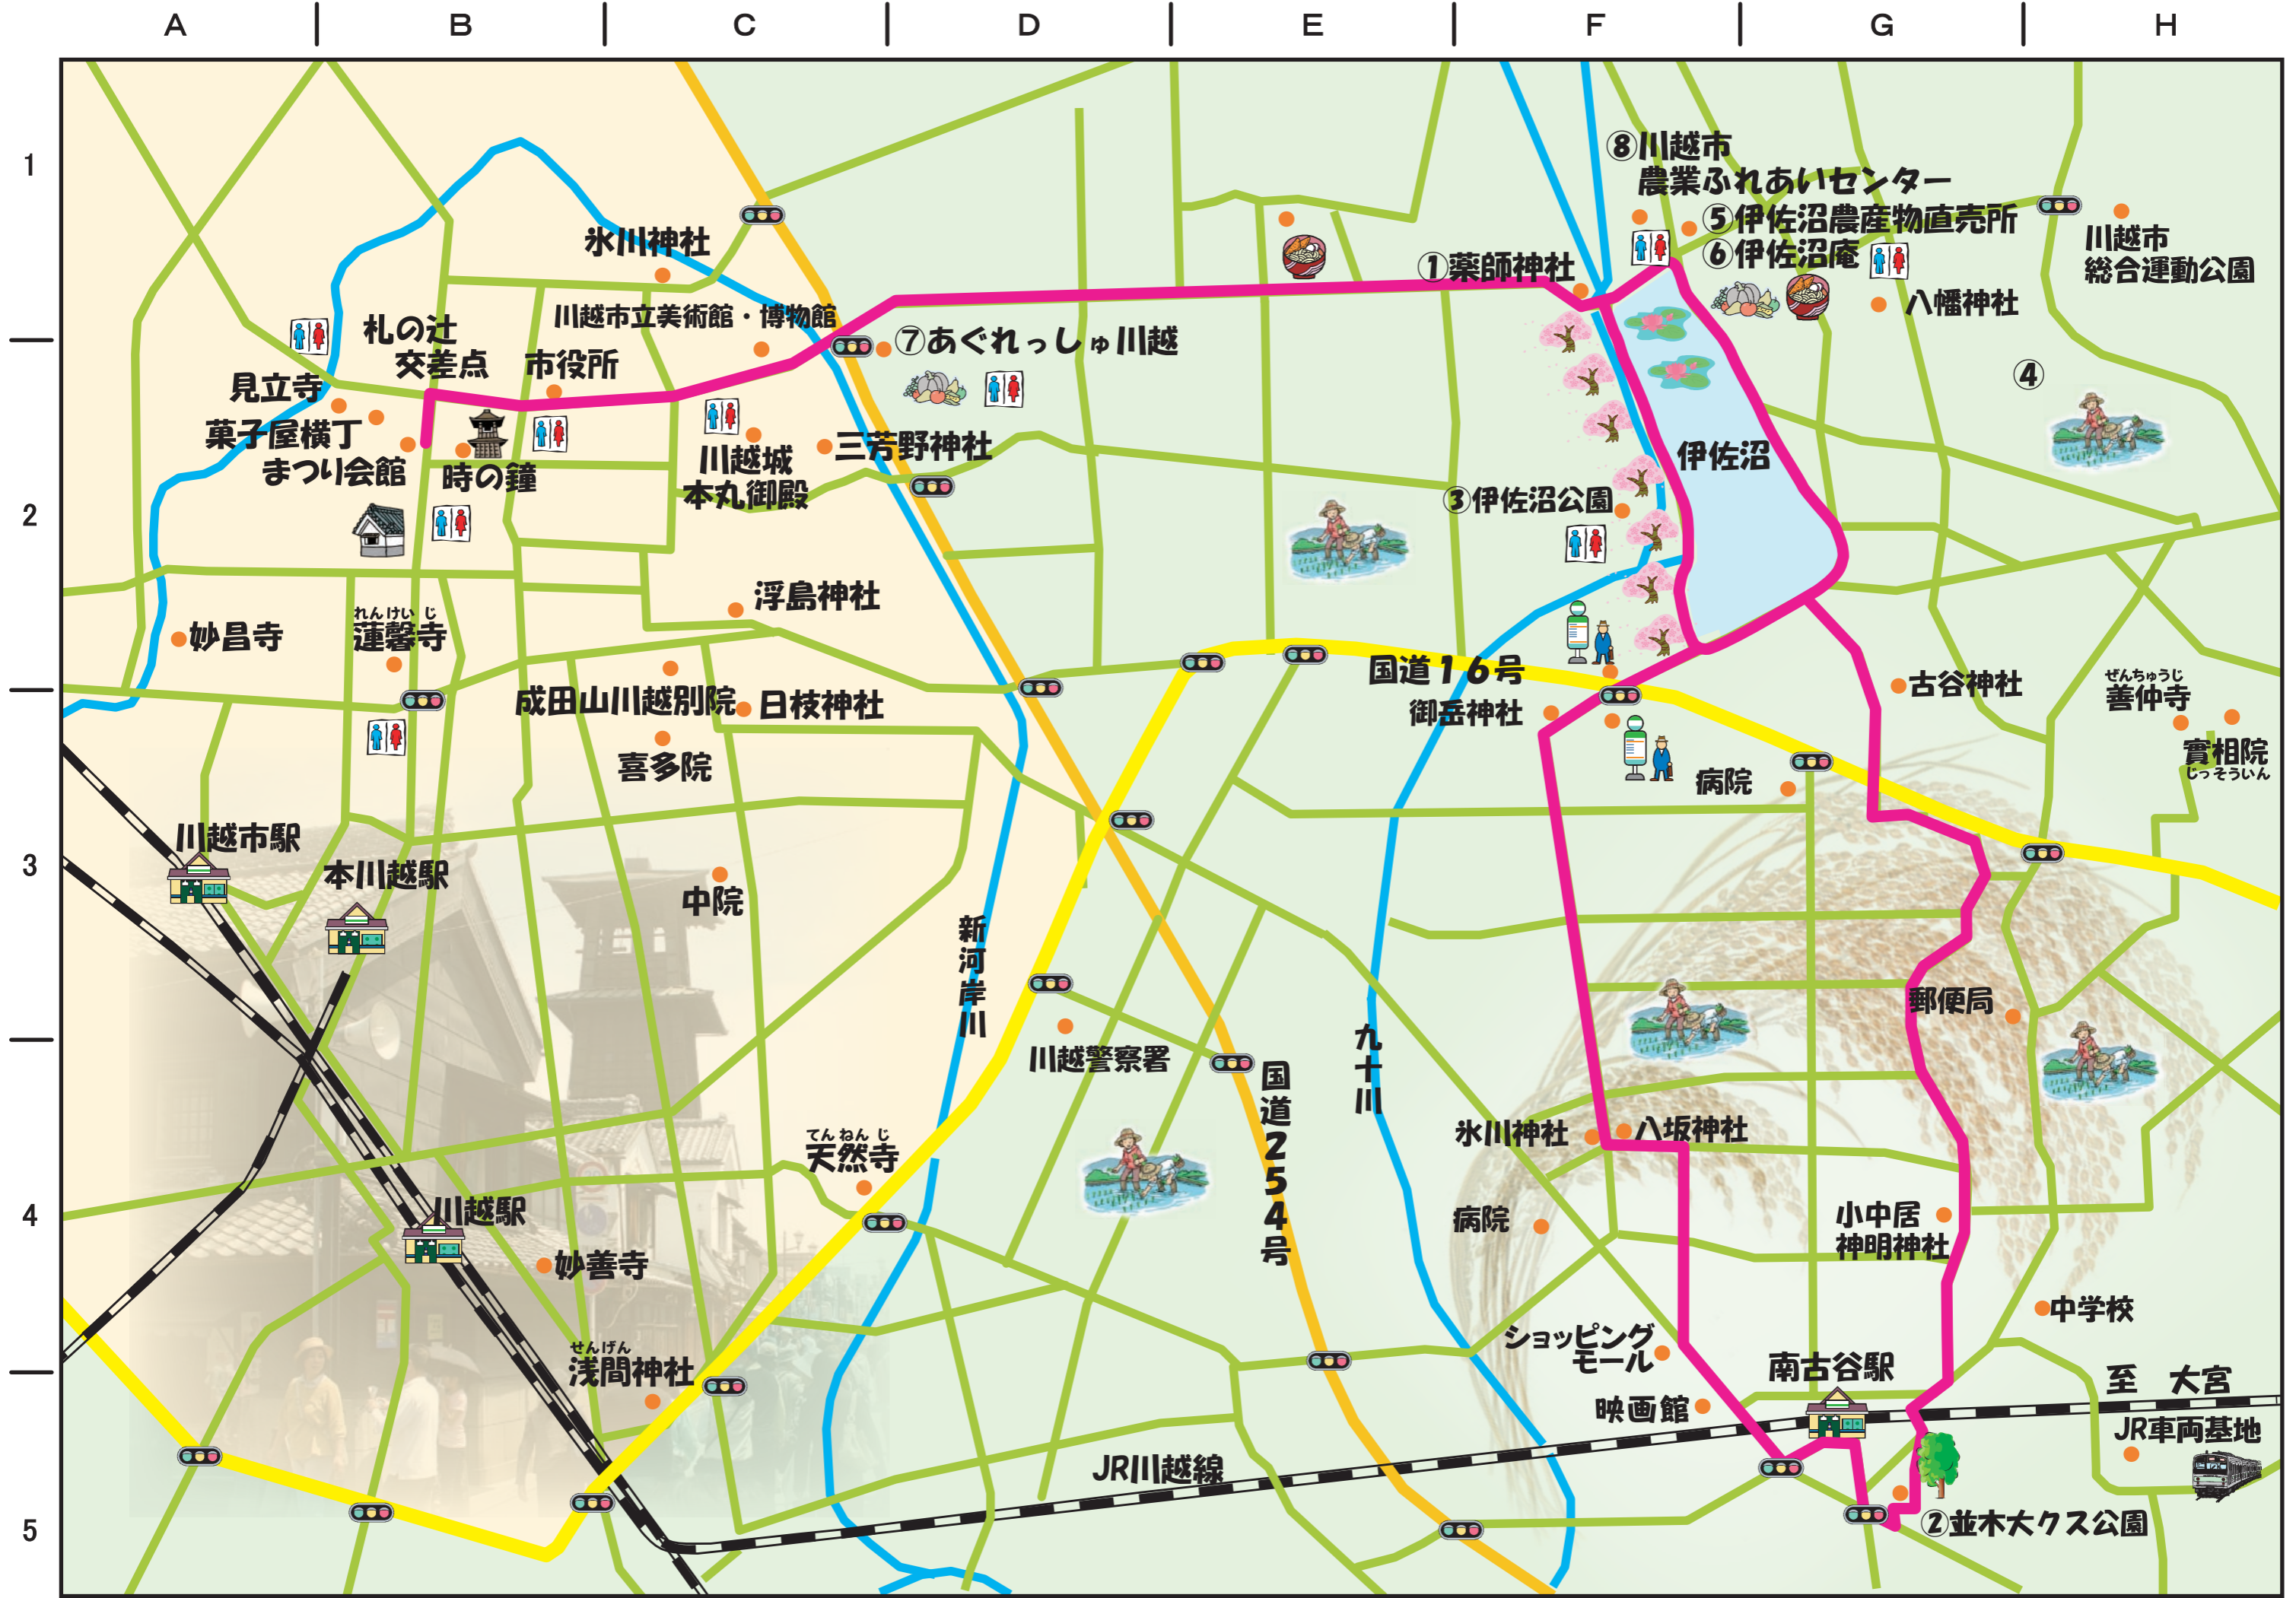 A
B
C
D
E
F
G
H
1
2
3
4
5
⑧川越市
農業ふれあいセンター
⑤伊佐沼農産物直売所
⑥伊佐沼庵
川越市
総合運動公園
八幡神社
氷川神社
①薬師神社
川越市立美術館・博物館
札の辻
交差点
市役所
⑦あぐれっしゅ川越
見立寺
菓子屋横丁
まつり会館
時の鐘
川越城
本丸御殿
三芳野神社
④
伊佐沼
③伊佐沼公園
浮島神社
妙昌寺
れんけいじ
蓮馨寺
成田山川越別院
日枝神社
喜多院
国道16号
御岳神社
古谷神社
ぜんちゅうじ
善仲寺
實相院
じっそういん
病院
川越市駅
本川越駅
中院
新河岸川
川越警察署
国道254号
九十川
郵便局
氷川神社
八坂神社
てんねんじ
天然寺
川越駅
妙善寺
病院
小中居
神明神社
中学校
ショッピング
モール
せんげん
浅間神社
映画館
南古谷駅
至 大宮
JR車両基地
JR川越線
②並木大クス公園